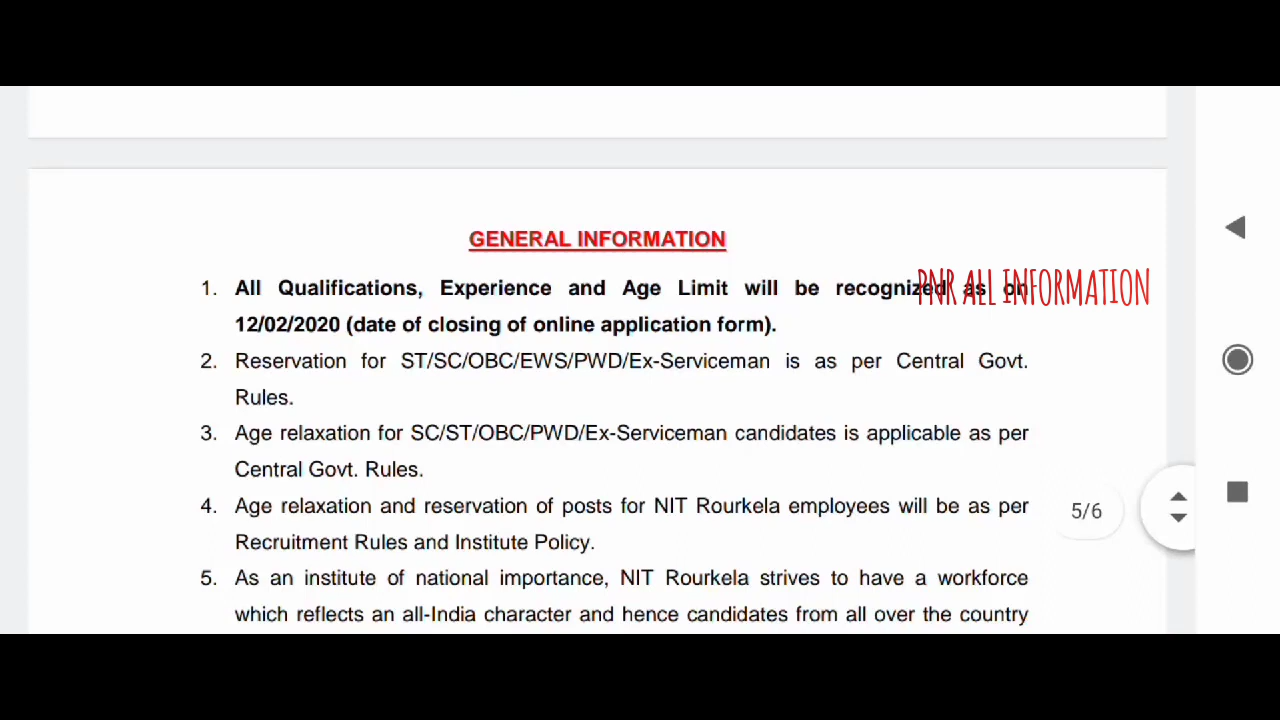 GENERAL INFORMATION
1. All Qualifications, Experience and Age Limit will be recognized as on
PNR ALL INFORMATION
12/02/2020 (date of closing of online application form).
2. Reservation for ST/SC/OBC/EWS/PWD/Ex-Serviceman is as per Central Govt.
Rules.
3. Age relaxation for SC/ST/OBC/PWD/Ex-Serviceman candidates is applicable as per
Central Govt. Rules.
4. Age relaxation and reservation of posts for NIT Rourkela employees will be as per
5/6
Recruitment Rules and Institute Policy.
5. As an institute of national importance, NIT Rourkela strives to have a workforce
which reflects an all-India character and hence candidates from all over the country